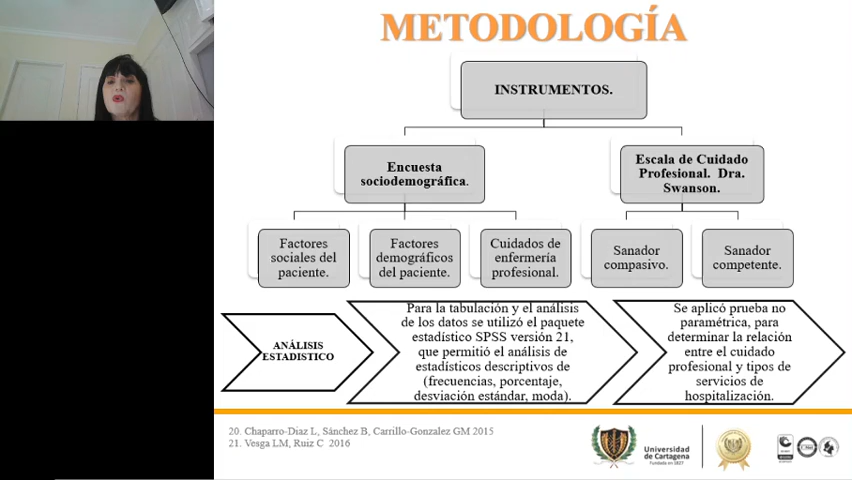 METODOLOGÍA
INSTRUMENTOS.
Encuesta
sociodemográfica.
Escala de Cuidado
Profesional. Dra.
Swanson.
Factores
sociales del
paciente.
Factores
demográficos
del paciente.
Cuidados de
enfermería
profesional.
Sanador
compasivo.
Sanador
competente.
ANÁLISIS
ESTADISTICO
Para la tabulación y el análisis
de los datos se utilizó el paquete
estadístico SPSS versión 21,
que permitió el análisis de
estadísticos descriptivos de
(frecuencias, porcentaje,
desviación estándar, moda).
Se aplicó prueba no
paramétrica, para
determinar la relación
entre el cuidado
profesional y tipos de
servicios de
hospitalización.
20. Chaparro-Diaz L, Sánchez B, Carrillo-Gonzalez GM 2015
21. Vesga LM, Ruiz C 2016
Universidad
de Cartagena
Fundada en 1827